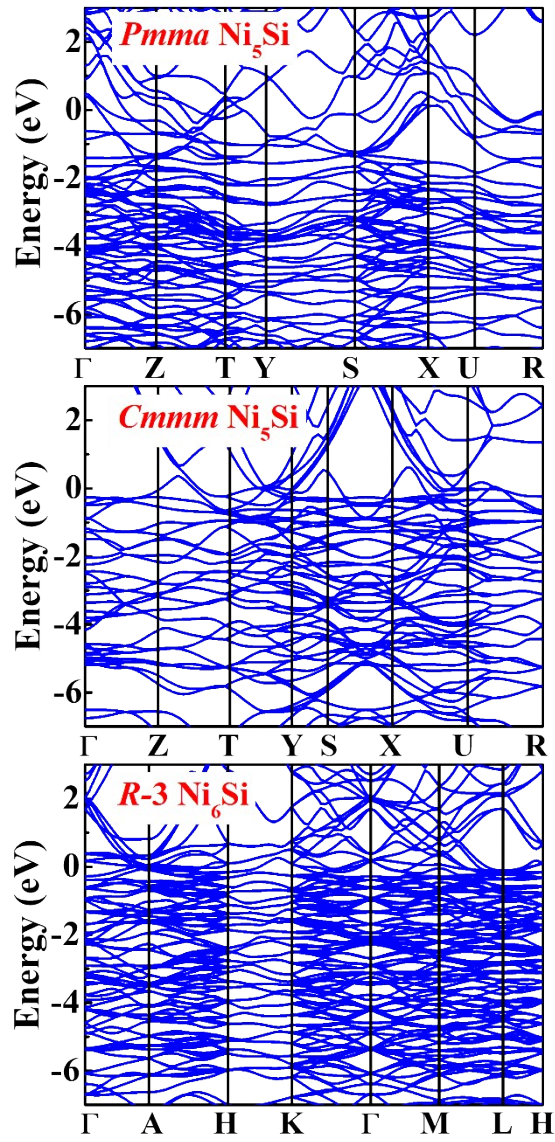 Pmma Ni₅Si
Energy (eV)
2
0
-2
-4
-6
Γ Z T Y S X U R
Cmmm Ni₅Si
Energy (eV)
2
0
-2
-4
-6
Γ Z T Y S X U R
R-3 Ni₆Si
Energy (eV)
2
0
-2
-4
-6
Γ A H K Γ M L H